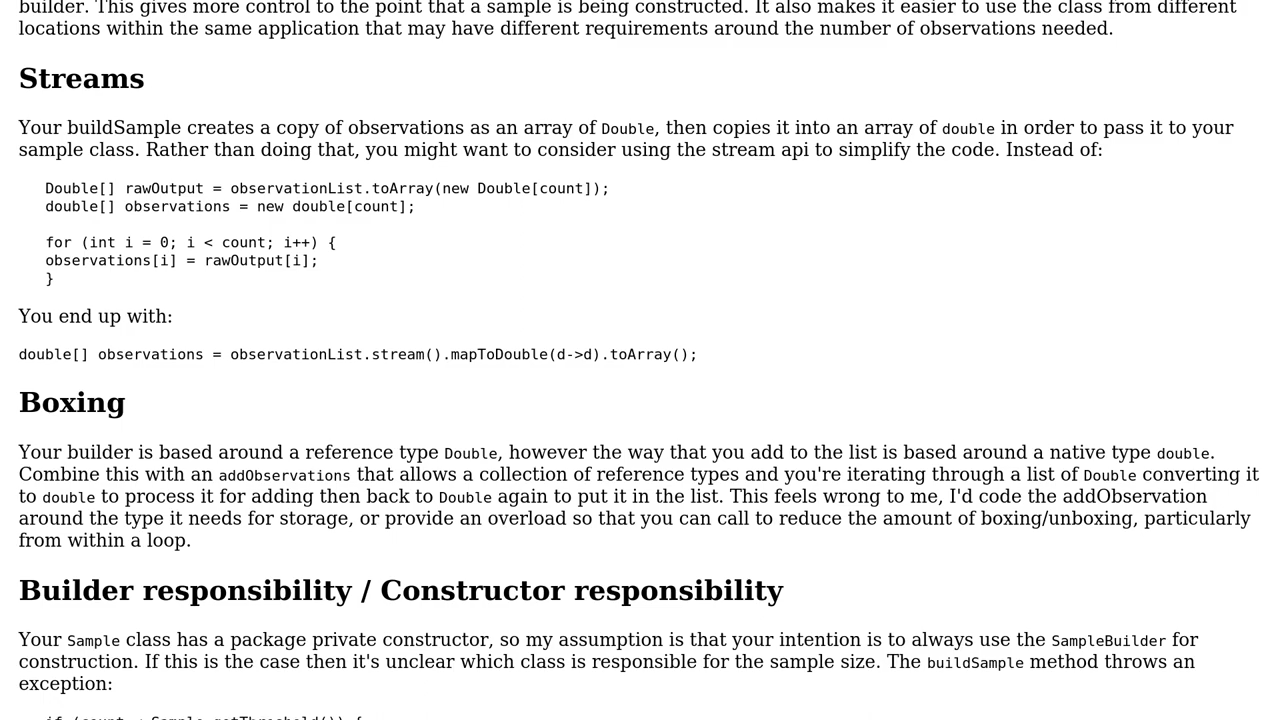 builder. This gives more control to the point that a sample is being constructed. It also makes it easier to use the class from different
locations within the same application that may have different requirements around the number of observations needed.
Streams
Your buildSample creates a copy of observations as an array of Double, then copies it into an array of double in order to pass it to your
sample class. Rather than doing that, you might want to consider using the stream api to simplify the code. Instead of:
Double[] rawOutput = observationList.toArray(new Double[count]);
double[] observations = new double[count];
for (int i = 0; i < count; i++) {
observations[i] = rawOutput[i];
}
You end up with:
double[] observations = observationList.stream().mapToDouble(d->d).toArray();
Boxing
Your builder is based around a reference type Double, however the way that you add to the list is based around a native type double.
Combine this with an addObservations that allows a collection of reference types and you're iterating through a list of Double converting it
to double to process it for adding then back to Double again to put it in the list. This feels wrong to me, I'd code the addObservation
around the type it needs for storage, or provide an overload so that you can call to reduce the amount of boxing/unboxing, particularly
from within a loop.
Builder responsibility / Constructor responsibility
Your Sample class has a package private constructor, so my assumption is that your intention is to always use the SampleBuilder for
construction. If this is the case then it's unclear which class is responsible for the sample size. The buildSample method throws an
exception:
if (count < Sample.getThreshold()) {